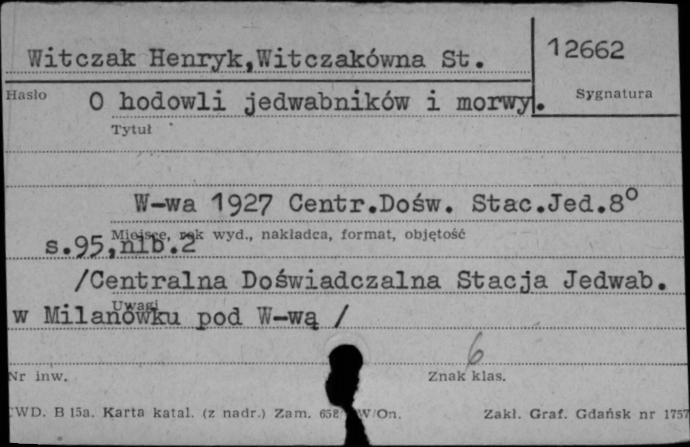 Witczak Henryk,Witczakówna St.
12662
Hasło
Sygnatura
O hodowli jedwabników i morwy.
Tytuł
W-wa 1927 Centr.Dośw. Stac.Jed.8°
Miejsce, rok wyd., nakładca, format, objętość
s.95,nlb.2
/Centralna Doświadczalna Stacja Jedwab.
Uwagi
w Milanówku pod W-wą /
6
Nr inw.
Znak klas.
CWD. B 15a. Karta katal. (z nadr.) Zam. 658 W/On.
Zakł. Graf. Gdańsk nr 1757